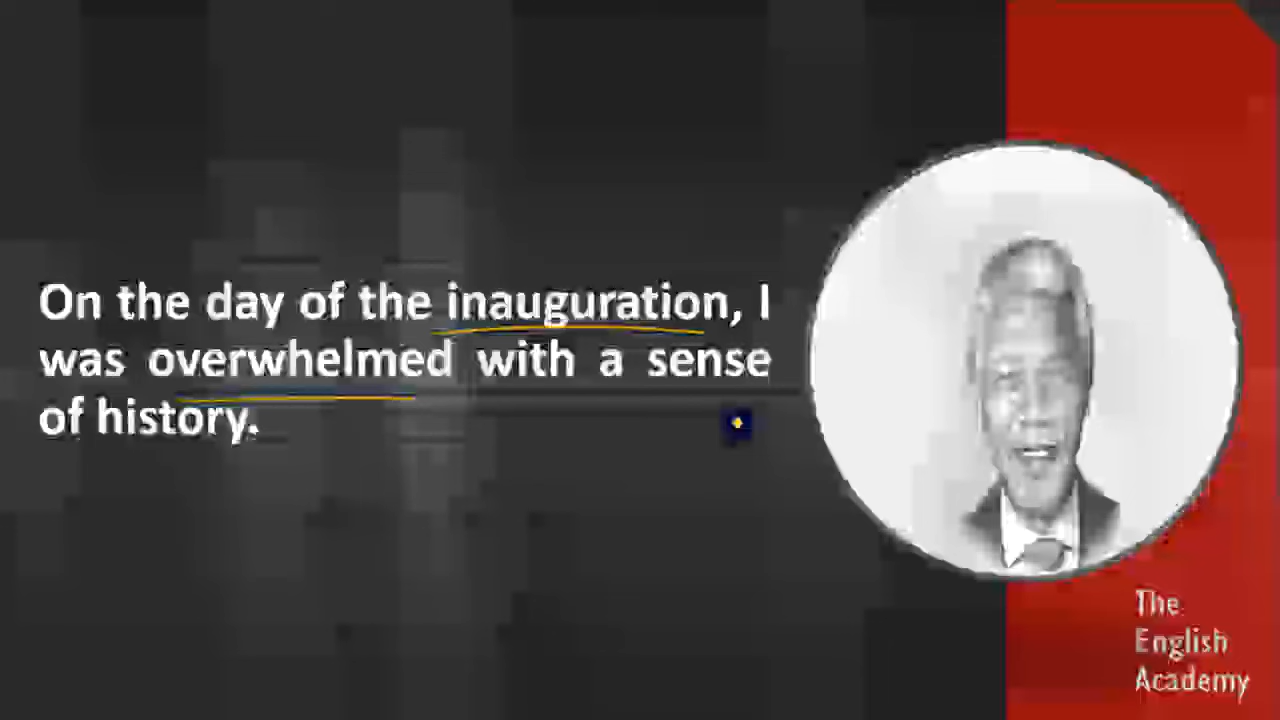 On the day of the inauguration, I
was overwhelmed with a sense
of history.
The
English
Academy